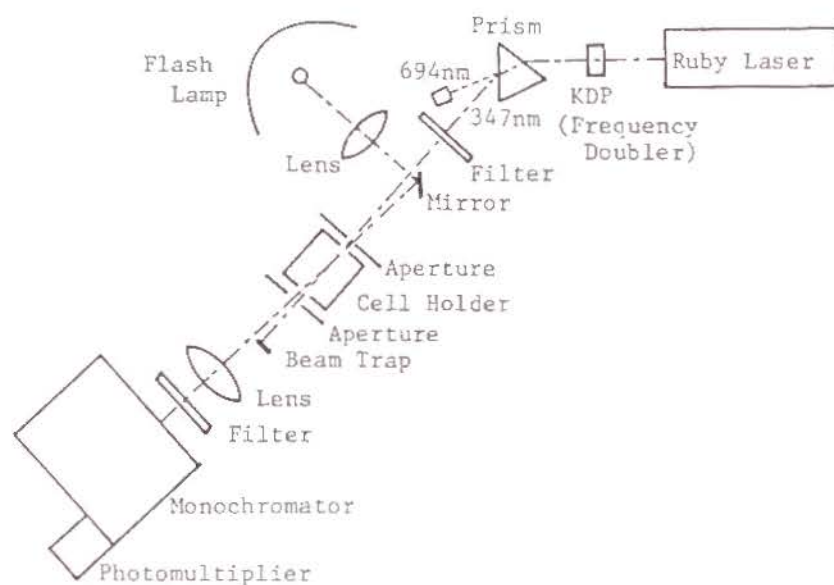 Prism
Flash
Lamp
694nm
Ruby Laser
KDP
347nm
(Frequency
Doubler)
Lens
Filter
Mirror
Aperture
Cell Holder
Aperture
Beam Trap
Lens
Filter
Monochromator
Photomultiplier